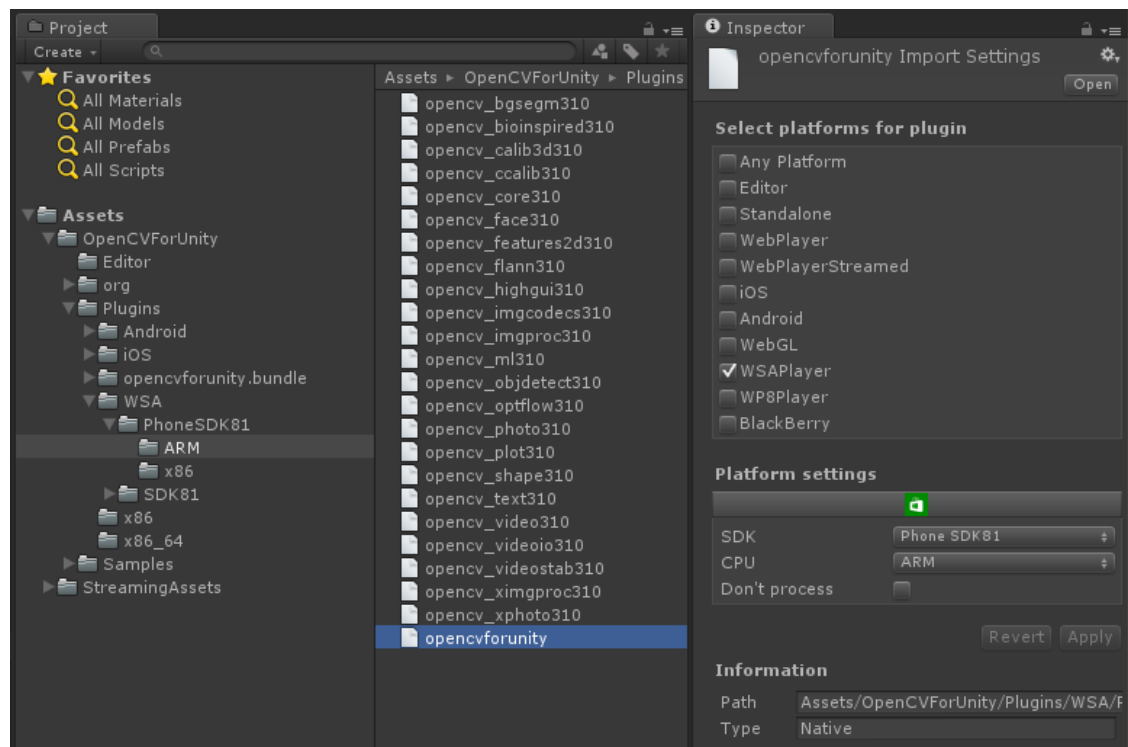 Project
Create
Favorites
All Materials
All Models
All Prefabs
All Scripts
Assets
OpenCVForUnity
Editor
org
Plugins
Android
iOS
opencvforunity.bundle
WSA
PhoneSDK81
ARM
x86
SDK81
x86
x86_64
Samples
StreamingAssets
Assets ▸ OpenCVForUnity ▸ Plugins
opencv_bgsegm310
opencv_bioinspired310
opencv_calib3d310
opencv_ccalib310
opencv_core310
opencv_face310
opencv_features2d310
opencv_flann310
opencv_highgui310
opencv_imgcodecs310
opencv_imgproc310
opencv_ml310
opencv_objdetect310
opencv_optflow310
opencv_photo310
opencv_plot310
opencv_shape310
opencv_text310
opencv_video310
opencv_videoio310
opencv_videostab310
opencv_ximgproc310
opencv_xphoto310
opencvforunity
Inspector
opencvforunity Import Settings
Open
Select platforms for plugin
Any Platform
Editor
Standalone
WebPlayer
WebPlayerStreamed
iOS
Android
WebGL
WSAPlayer
WP8Player
BlackBerry
Platform settings
SDK Phone SDK81
CPU ARM
Don't process
Revert Apply
Information
Path Assets/OpenCVForUnity/Plugins/WSA/
Type Native